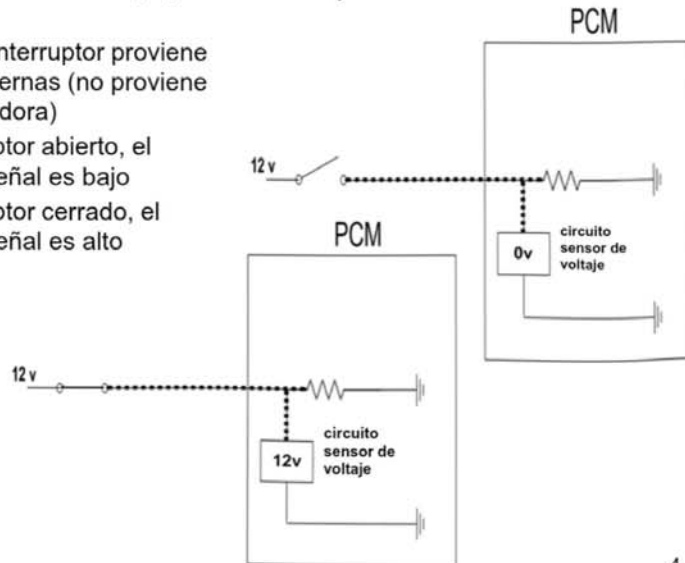 nterruptor proviene
ernas (no proviene
dora)
otor abierto, el
eñal es bajo
otor cerrado, el
eñal es alto
PCM
12 v
0v
circuito
sensor de
voltaje
PCM
12 v
12v
circuito
sensor de
voltaje